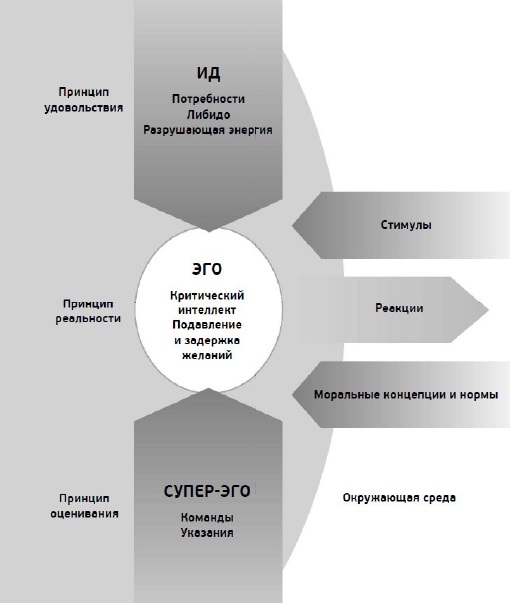 ИД
Потребности
Либидо
Разрушающая энергия
Принцип
удовольствия
Стимулы
ЭГО
Критический
интеллект
Подавление
и задержка
желаний
Принцип
реальности
Реакции
Моральные концепции и нормы
СУПЕР-ЭГО
Команды
Указания
Принцип
оценивания
Окружающая среда